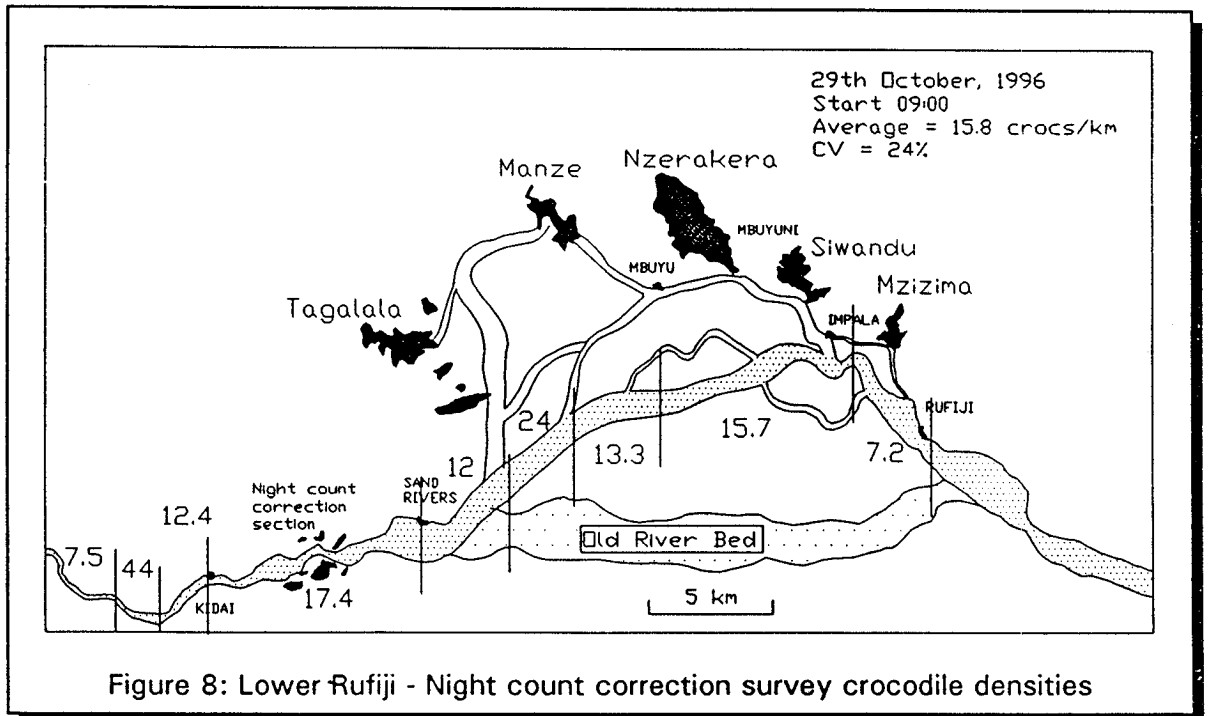 29th October, 1996
Start 09:00
Average = 15.8 crocs/km
CV = 24%
Manze
Nzerakera
MBUYUNI
Siwandu
MBUYU
Mzizima
Tagalala
IMPALA
RUFIJI
24
15.7
13.3
7.2
12
SAND
RIVERS
Night count
correction
section
12.4
Old River Bed
7.5
44
KIDAI
17.4
5 km
Figure 8: Lower Rufiji - Night count correction survey crocodile densities